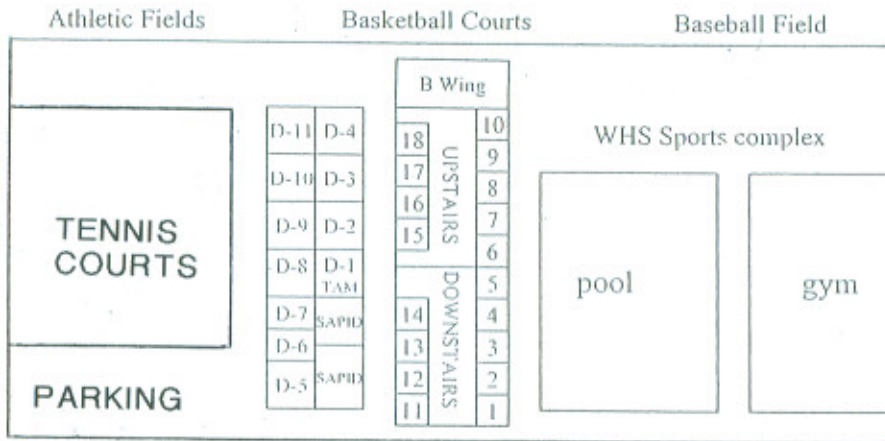 Athletic Fields
Basketball Courts
Baseball Field
B Wing
WHS Sports complex
TENNIS
COURTS
PARKING
D-11 D-4
D-10 D-3
D-9 D-2
D-8 D-1
TAM
D-7 SAPID
D-6
D-5 SAPID
18
17
16
15
UPSTAIRS
10
9
8
7
6
14
13
12
11
DOWNSTAIRS
5
4
3
2
1
pool
gym